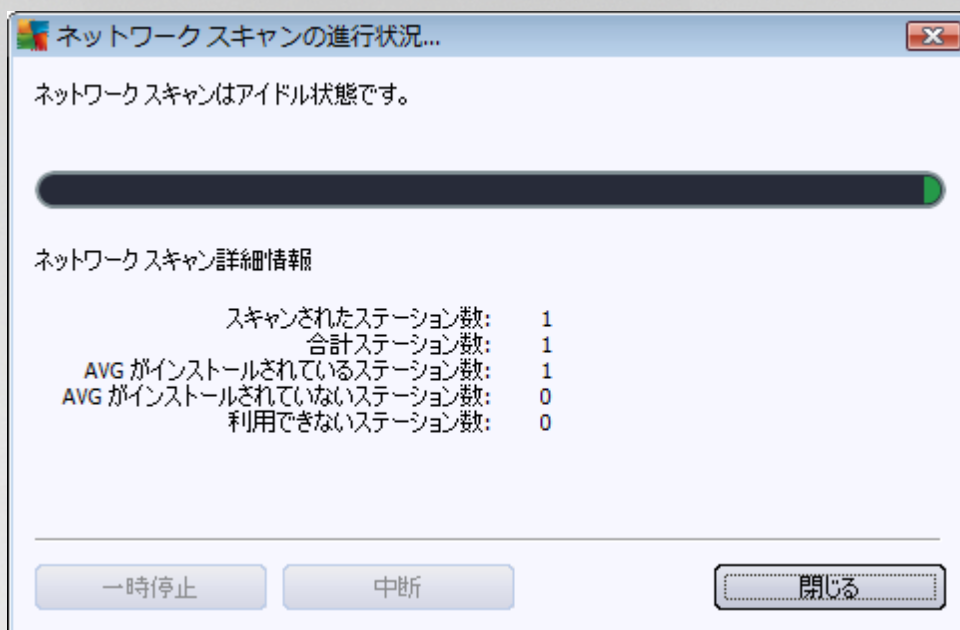 ネットワーク スキャンの進行状況...
ネットワーク スキャンはアイドル状態です。
ネットワーク スキャン詳細情報
スキャンされたステーション数: 1
合計ステーション数: 1
AVG がインストールされているステーション数: 1
AVG がインストールされていないステーション数: 0
利用できないステーション数: 0
一時停止 中断 閉じる